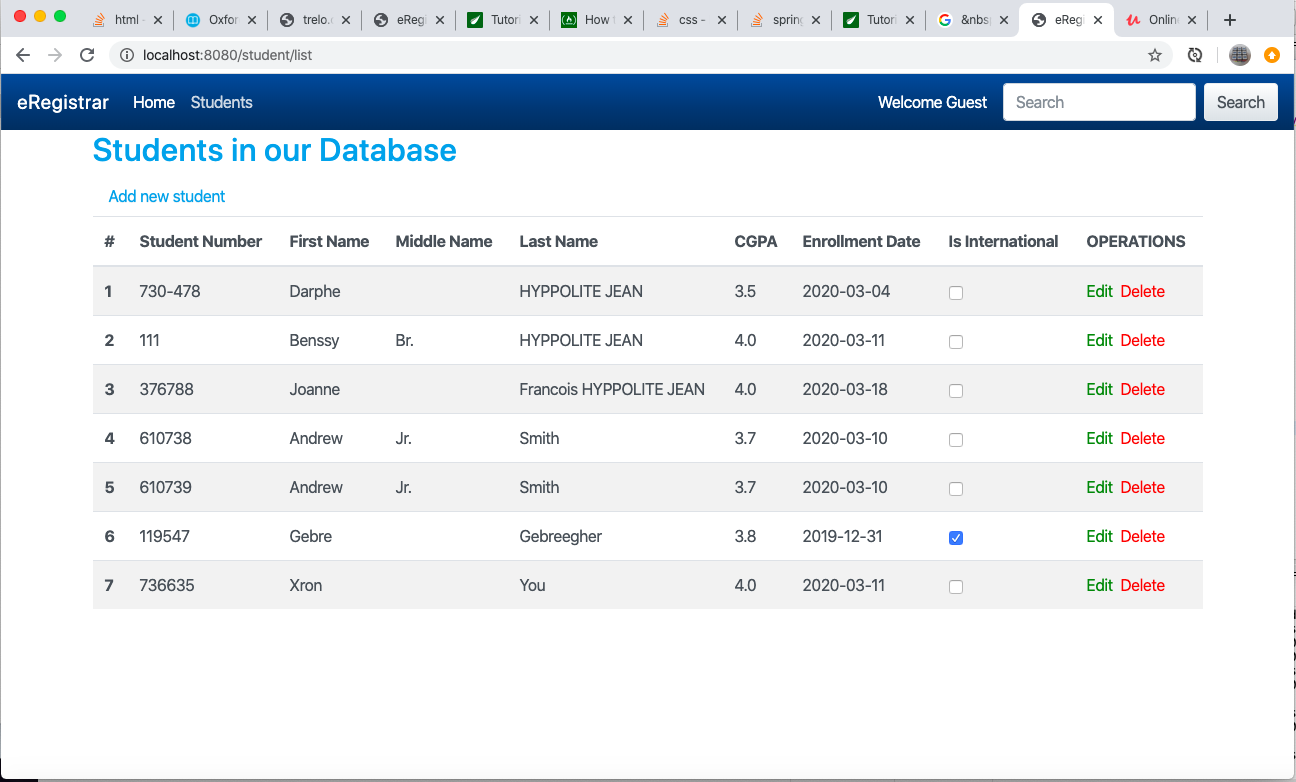 html -
Oxfor
trelo.c
eRegi
Tutori
How t
css -
spring
Tutori
&nbsp
eRegi
Onlin
localhost:8080/student/list
eRegistrar Home Students Welcome Guest Search Search
Students in our Database
Add new student
# Student Number First Name Middle Name Last Name CGPA Enrollment Date Is International OPERATIONS
1 730-478 Darphe HYPPOLITE JEAN 3.5 2020-03-04 Edit Delete
2 111 Benssy Br. HYPPOLITE JEAN 4.0 2020-03-11 Edit Delete
3 376788 Joanne Francois HYPPOLITE JEAN 4.0 2020-03-18 Edit Delete
4 610738 Andrew Jr. Smith 3.7 2020-03-10 Edit Delete
5 610739 Andrew Jr. Smith 3.7 2020-03-10 Edit Delete
6 119547 Gebre Gebreegher 3.8 2019-12-31 Edit Delete
7 736635 Xron You 4.0 2020-03-11 Edit Delete